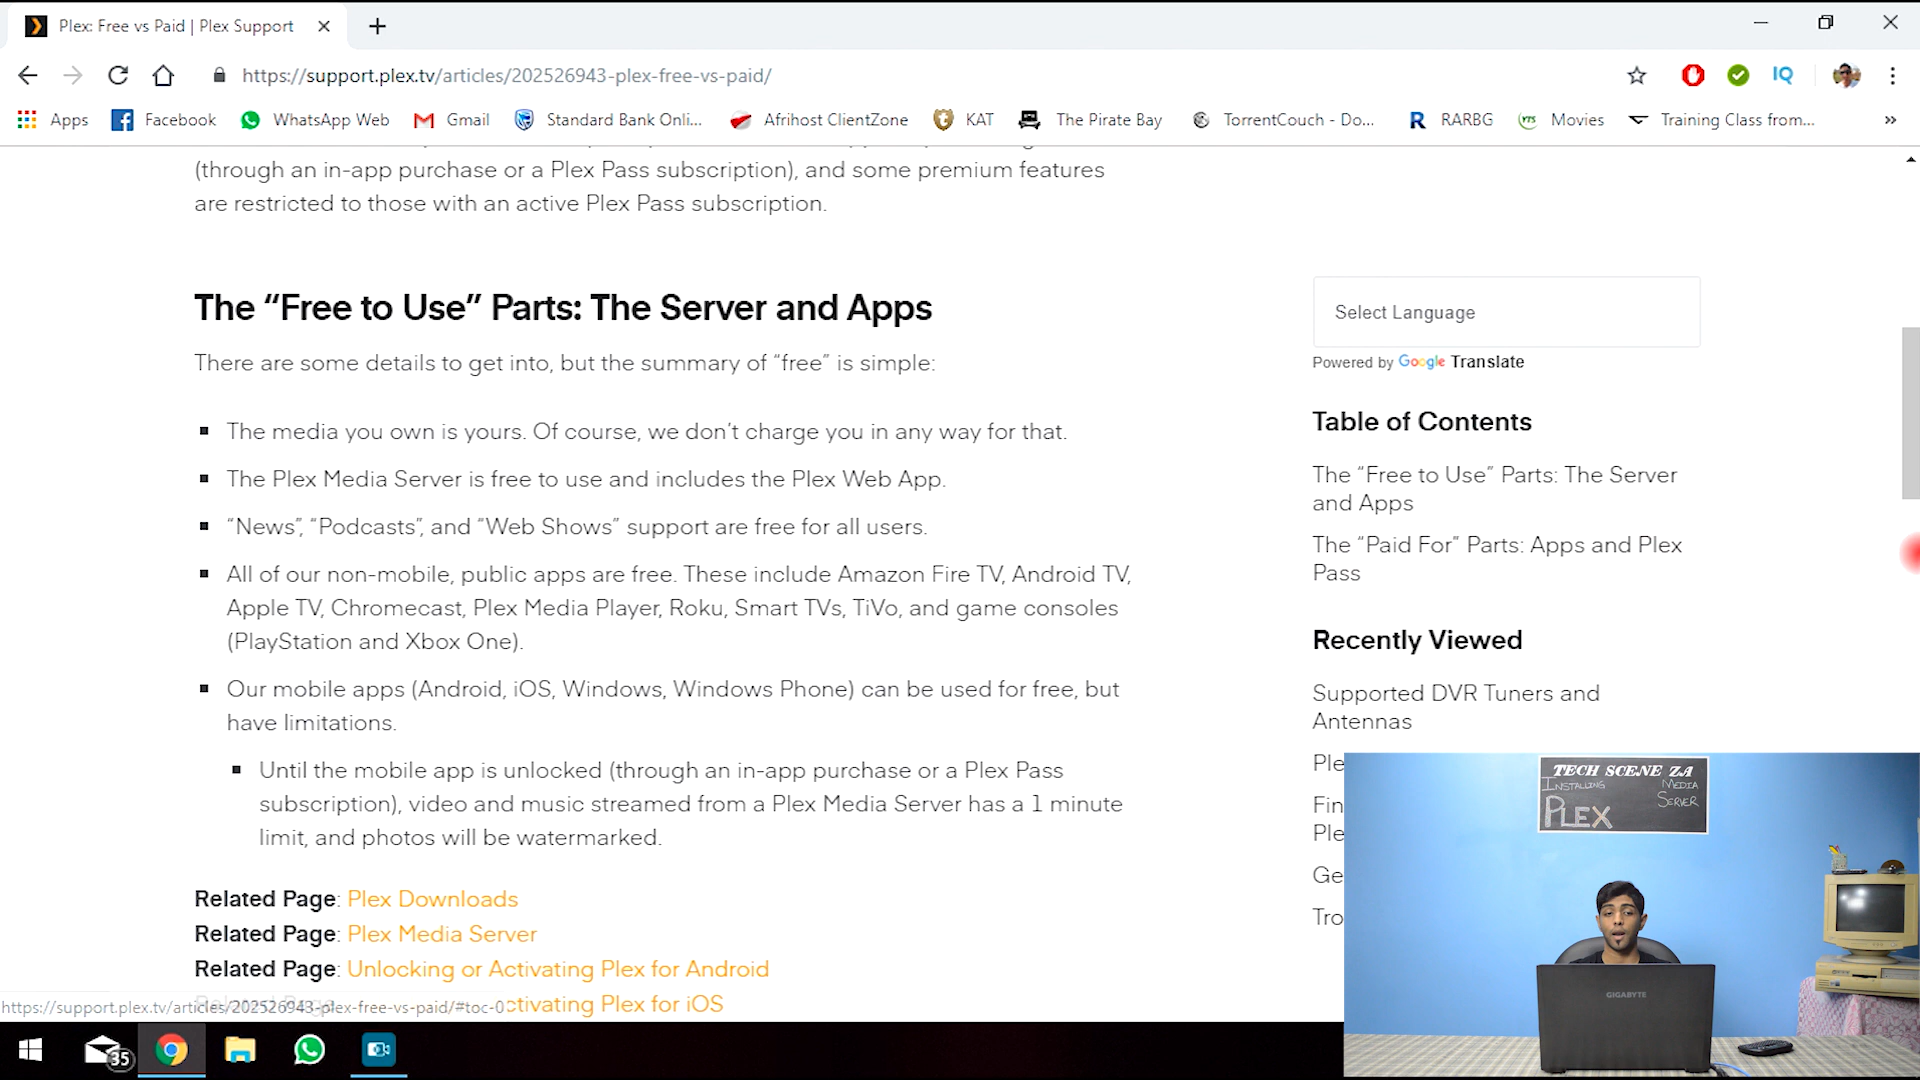 Plex: Free vs Paid | Plex Support
https://support.plex.tv/articles/202526943-plex-free-vs-paid/
IQ
Apps
Facebook
WhatsApp Web
Gmail
Standard Bank Onli...
Afrihost ClientZone
KAT
The Pirate Bay
TorrentCouch - Do...
RARBG
Movies
Training Class from...
(through an in-app purchase or a Plex Pass subscription), and some premium features
are restricted to those with an active Plex Pass subscription.
The “Free to Use” Parts: The Server and Apps
There are some details to get into, but the summary of “free” is simple:
The media you own is yours. Of course, we don’t charge you in any way for that.
The Plex Media Server is free to use and includes the Plex Web App.
“News”, “Podcasts”, and “Web Shows” support are free for all users.
All of our non-mobile, public apps are free. These include Amazon Fire TV, Android TV,
Apple TV, Chromecast, Plex Media Player, Roku, Smart TVs, TiVo, and game consoles
(PlayStation and Xbox One).
Our mobile apps (Android, iOS, Windows, Windows Phone) can be used for free, but
have limitations.
Until the mobile app is unlocked (through an in-app purchase or a Plex Pass
subscription), video and music streamed from a Plex Media Server has a 1 minute
limit, and photos will be watermarked.
Related Page: Plex Downloads
Related Page: Plex Media Server
Related Page: Unlocking or Activating Plex for Android
ctivating Plex for iOS
https://support.plex.tv/articles/202526943-plex-free-vs-paid/#toc-0
Select Language
Powered by Google Translate
Table of Contents
The “Free to Use” Parts: The Server
and Apps
The “Paid For” Parts: Apps and Plex
Pass
Recently Viewed
Supported DVR Tuners and
Antennas
Ple
Fin
Ple
Ge
Tro
TECH SCENE ZA
INSTALLING MEDIA
PLEX SERVER
GIGABYTE
35